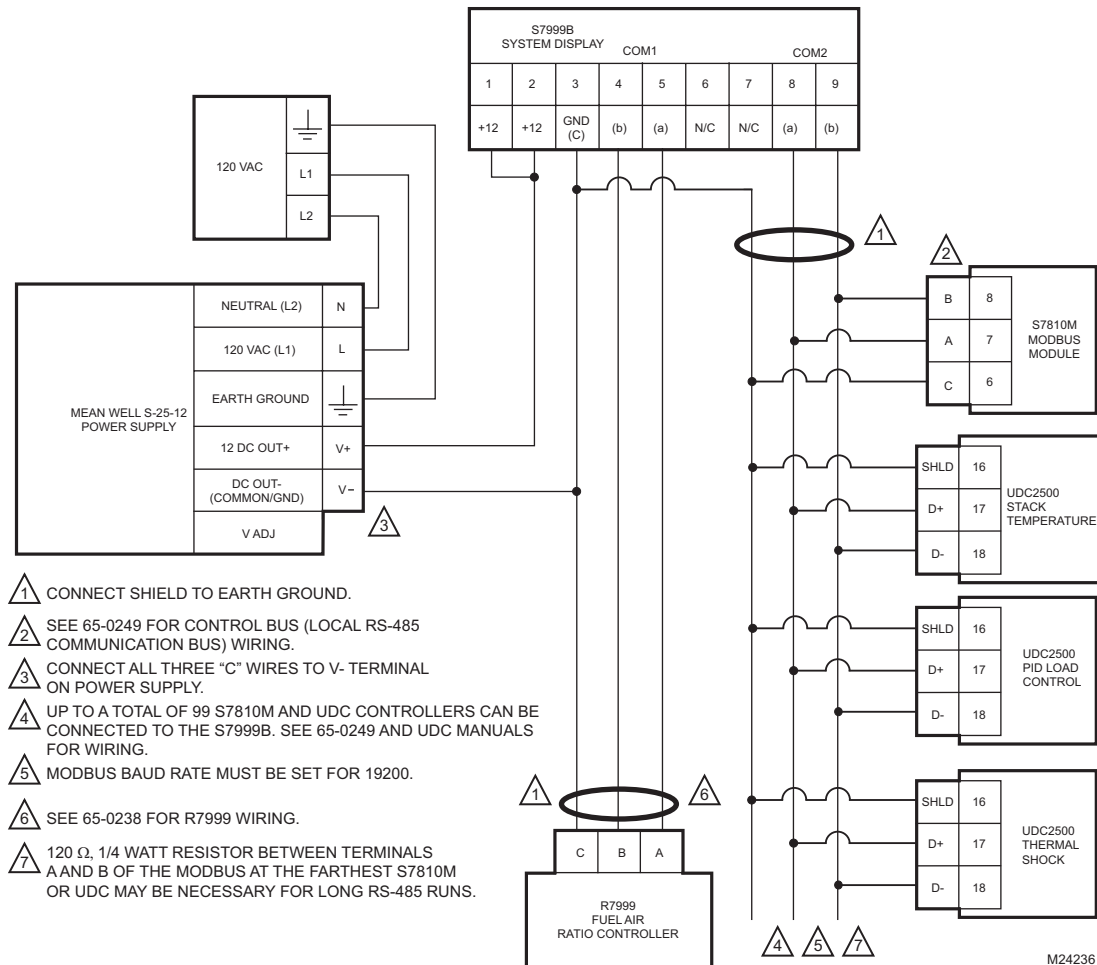 S7999B
SYSTEM DISPLAY
COM1
COM2
1 2 3 4 5 6 7 8 9
+12 +12 GND (C) (b) (a) N/C N/C (a) (b)
120 VAC
L1
L2
MEAN WELL S-25-12
POWER SUPPLY
NEUTRAL (L2) N
120 VAC (L1) L
EARTH GROUND
12 DC OUT+ V+
DC OUT-
(COMMON/GND) V–
V ADJ
3
1
2
B 8
A 7
C 6
S7810M
MODBUS
MODULE
SHLD 16
D+ 17
D- 18
UDC2500
STACK
TEMPERATURE
SHLD 16
D+ 17
D- 18
UDC2500
PID LOAD
CONTROL
SHLD 16
D+ 17
D- 18
UDC2500
THERMAL
SHOCK
1 CONNECT SHIELD TO EARTH GROUND.
2 SEE 65-0249 FOR CONTROL BUS (LOCAL RS-485
COMMUNICATION BUS) WIRING.
3 CONNECT ALL THREE “C” WIRES TO V- TERMINAL
ON POWER SUPPLY.
4 UP TO A TOTAL OF 99 S7810M AND UDC CONTROLLERS CAN BE
CONNECTED TO THE S7999B. SEE 65-0249 AND UDC MANUALS
FOR WIRING.
5 MODBUS BAUD RATE MUST BE SET FOR 19200.
6 SEE 65-0238 FOR R7999 WIRING.
7 120 Ω, 1/4 WATT RESISTOR BETWEEN TERMINALS
A AND B OF THE MODBUS AT THE FARTHEST S7810M
OR UDC MAY BE NECESSARY FOR LONG RS-485 RUNS.
1
6
C B A
R7999
FUEL AIR
RATIO CONTROLLER
4 5 7
M24236